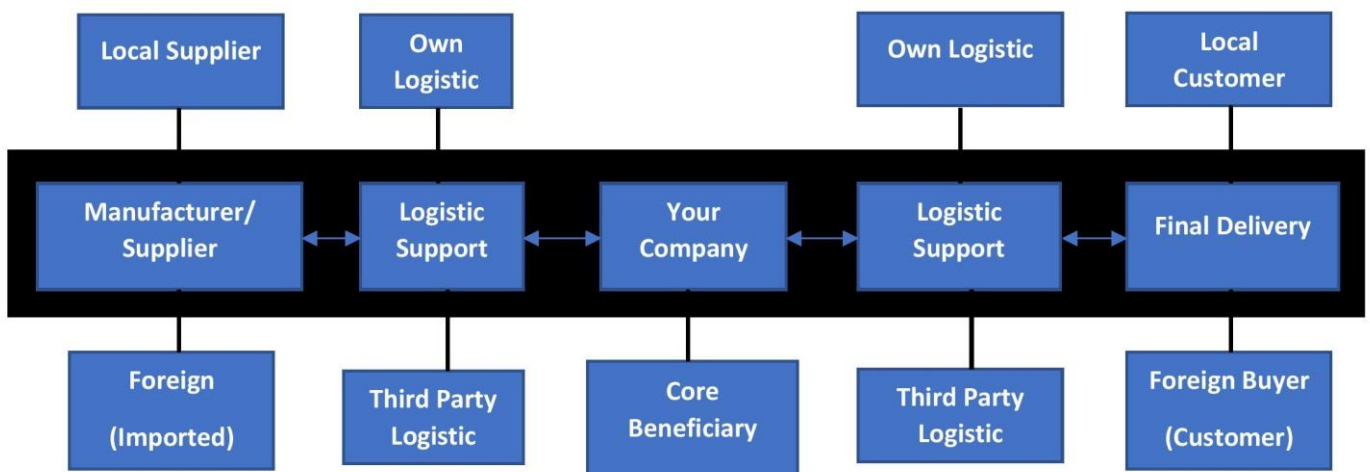 Local Supplier
Own
Logistic
Own Logistic
Local
Customer
Manufacturer/
Supplier
Logistic
Support
Your
Company
Logistic
Support
Final Delivery
Foreign
(Imported)
Third Party
Logistic
Core
Beneficiary
Third Party
Logistic
Foreign Buyer
(Customer)